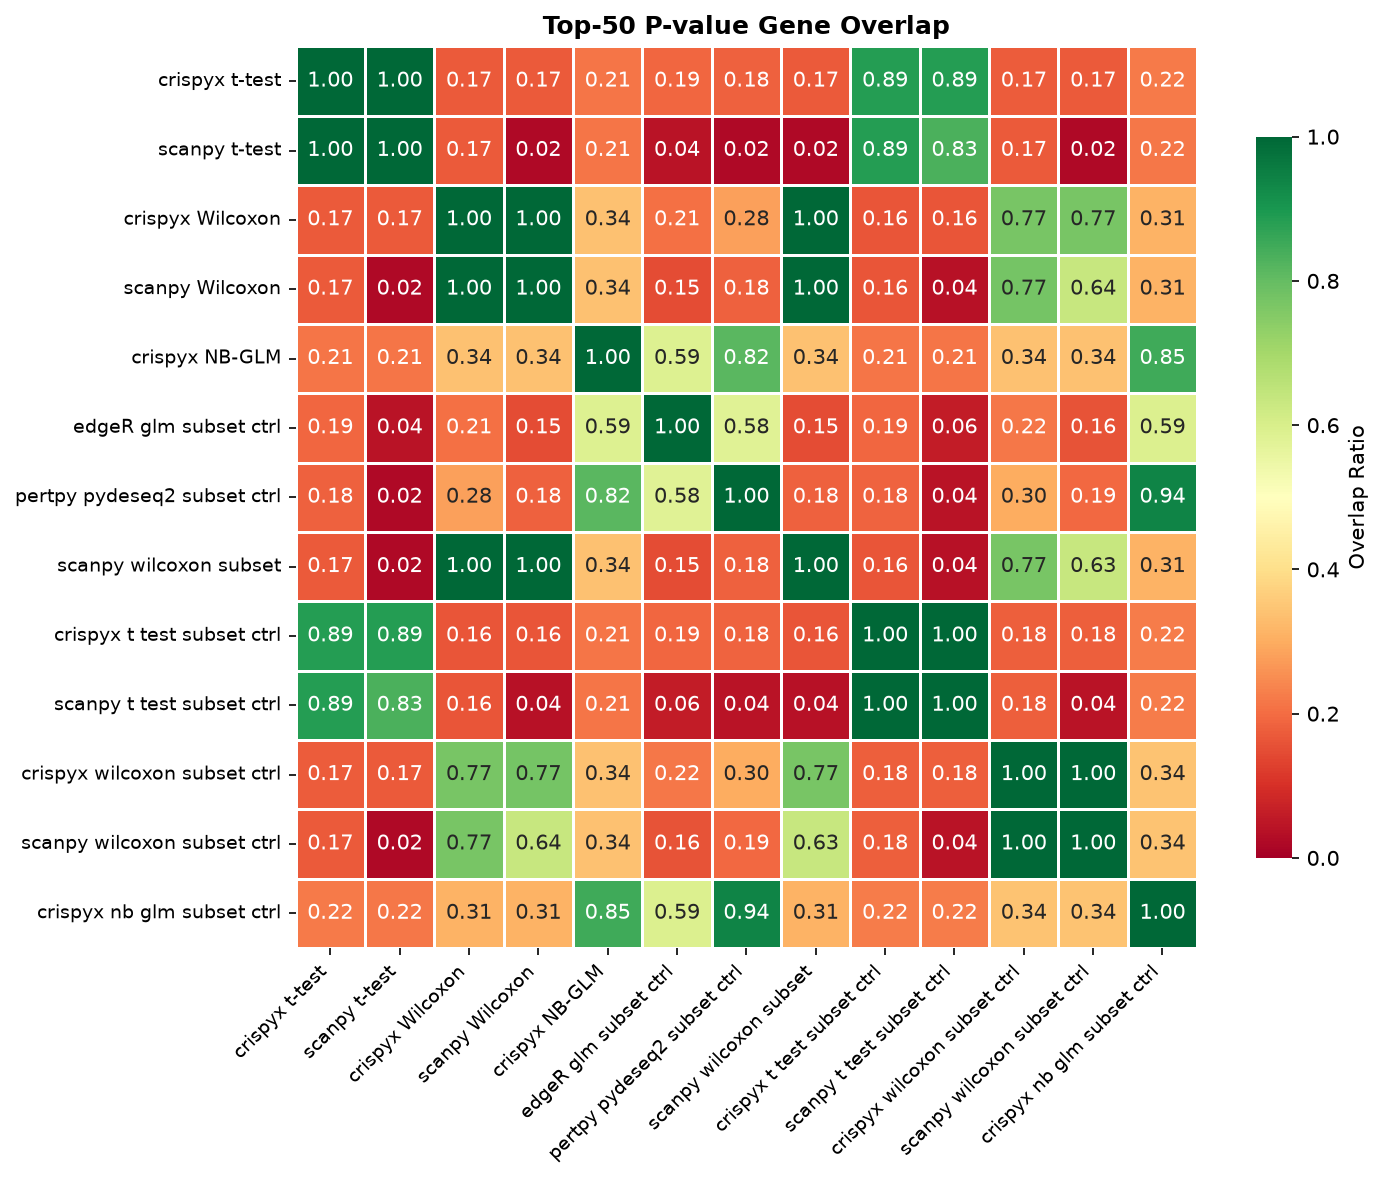 Top-50 P-value Gene Overlap
crispyx t-test 1.00 1.00 0.17 0.17 0.21 0.19 0.18 0.17 0.89 0.89 0.17 0.17 0.22
scanpy t-test 1.00 1.00 0.17 0.02 0.21 0.04 0.02 0.02 0.89 0.83 0.17 0.02 0.22
crispyx Wilcoxon 0.17 0.17 1.00 1.00 0.34 0.21 0.28 1.00 0.16 0.16 0.77 0.77 0.31
scanpy Wilcoxon 0.17 0.02 1.00 1.00 0.34 0.15 0.18 1.00 0.16 0.04 0.77 0.64 0.31
crispyx NB-GLM 0.21 0.21 0.34 0.34 1.00 0.59 0.82 0.34 0.21 0.21 0.34 0.34 0.85
edgeR glm subset ctrl 0.19 0.04 0.21 0.15 0.59 1.00 0.58 0.15 0.19 0.06 0.22 0.16 0.59
pertpy pydeseq2 subset ctrl 0.18 0.02 0.28 0.18 0.82 0.58 1.00 0.18 0.18 0.04 0.30 0.19 0.94
scanpy wilcoxon subset 0.17 0.02 1.00 1.00 0.34 0.15 0.18 1.00 0.16 0.04 0.77 0.63 0.31
crispyx t test subset ctrl 0.89 0.89 0.16 0.16 0.21 0.19 0.18 0.16 1.00 1.00 0.18 0.18 0.22
scanpy t test subset ctrl 0.89 0.83 0.16 0.04 0.21 0.06 0.04 0.04 1.00 1.00 0.18 0.04 0.22
crispyx wilcoxon subset ctrl 0.17 0.17 0.77 0.77 0.34 0.22 0.30 0.77 0.18 0.18 1.00 1.00 0.34
scanpy wilcoxon subset ctrl 0.17 0.02 0.77 0.64 0.34 0.16 0.19 0.63 0.18 0.04 1.00 1.00 0.34
crispyx nb glm subset ctrl 0.22 0.22 0.31 0.31 0.85 0.59 0.94 0.31 0.22 0.22 0.34 0.34 1.00
crispyx t-test
scanpy t-test
crispyx Wilcoxon
scanpy Wilcoxon
crispyx NB-GLM
edgeR glm subset ctrl
pertpy pydeseq2 subset ctrl
scanpy wilcoxon subset
crispyx t test subset ctrl
scanpy t test subset ctrl
crispyx wilcoxon subset ctrl
scanpy wilcoxon subset ctrl
crispyx nb glm subset ctrl
1.0
0.8
0.6
0.4
0.2
0.0
Overlap Ratio